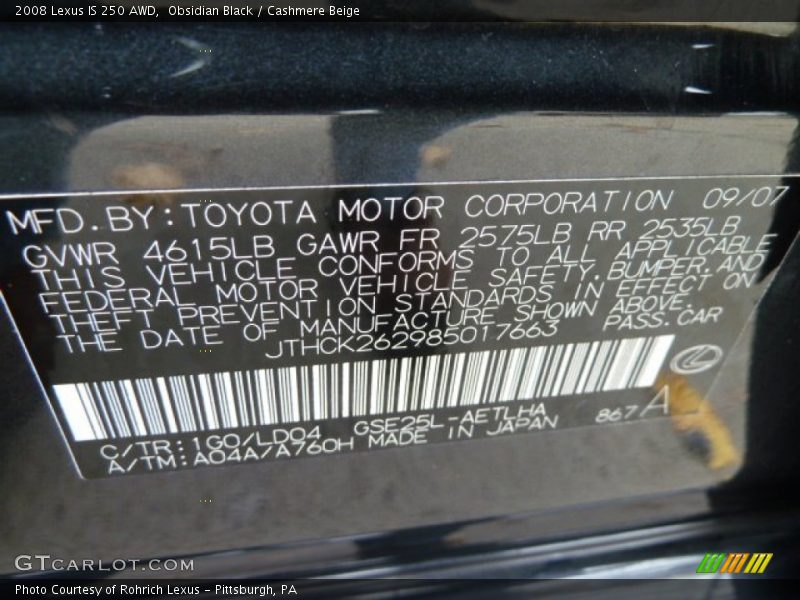 2008 Lexus IS 250 AWD,  Obsidian Black / Cashmere Beige
MFD.BY:TOYOTA MOTOR CORPORATION 09/07
GVWR 4615LB GAWR FR 2575LB RR 2535LB
THIS VEHICLE CONFORMS TO ALL APPLICABLE
FEDERAL MOTOR VEHICLE SAFETY,BUMPER,AND
THEFT PREVENTION STANDARDS IN EFFECT ON
THE DATE OF MANUFACTURE SHOWN ABOVE.
JTHCK262985017663 PASS.CAR
C/TR:1G0/LD04 GSE25L-AETLHA 867 A
A/TM:A04A/A760H MADE IN JAPAN
GTCARLOT.COM
Photo Courtesy of Rohrich Lexus - Pittsburgh, PA